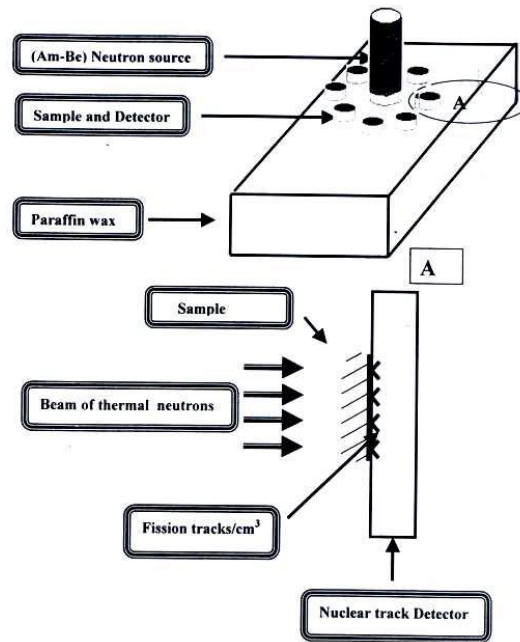 (Am-Be) Neutron source
Sample and Detector
A
Paraffin wax
A
Sample
Beam of thermal neutrons
Fission tracks/cm³
Nuclear track Detector